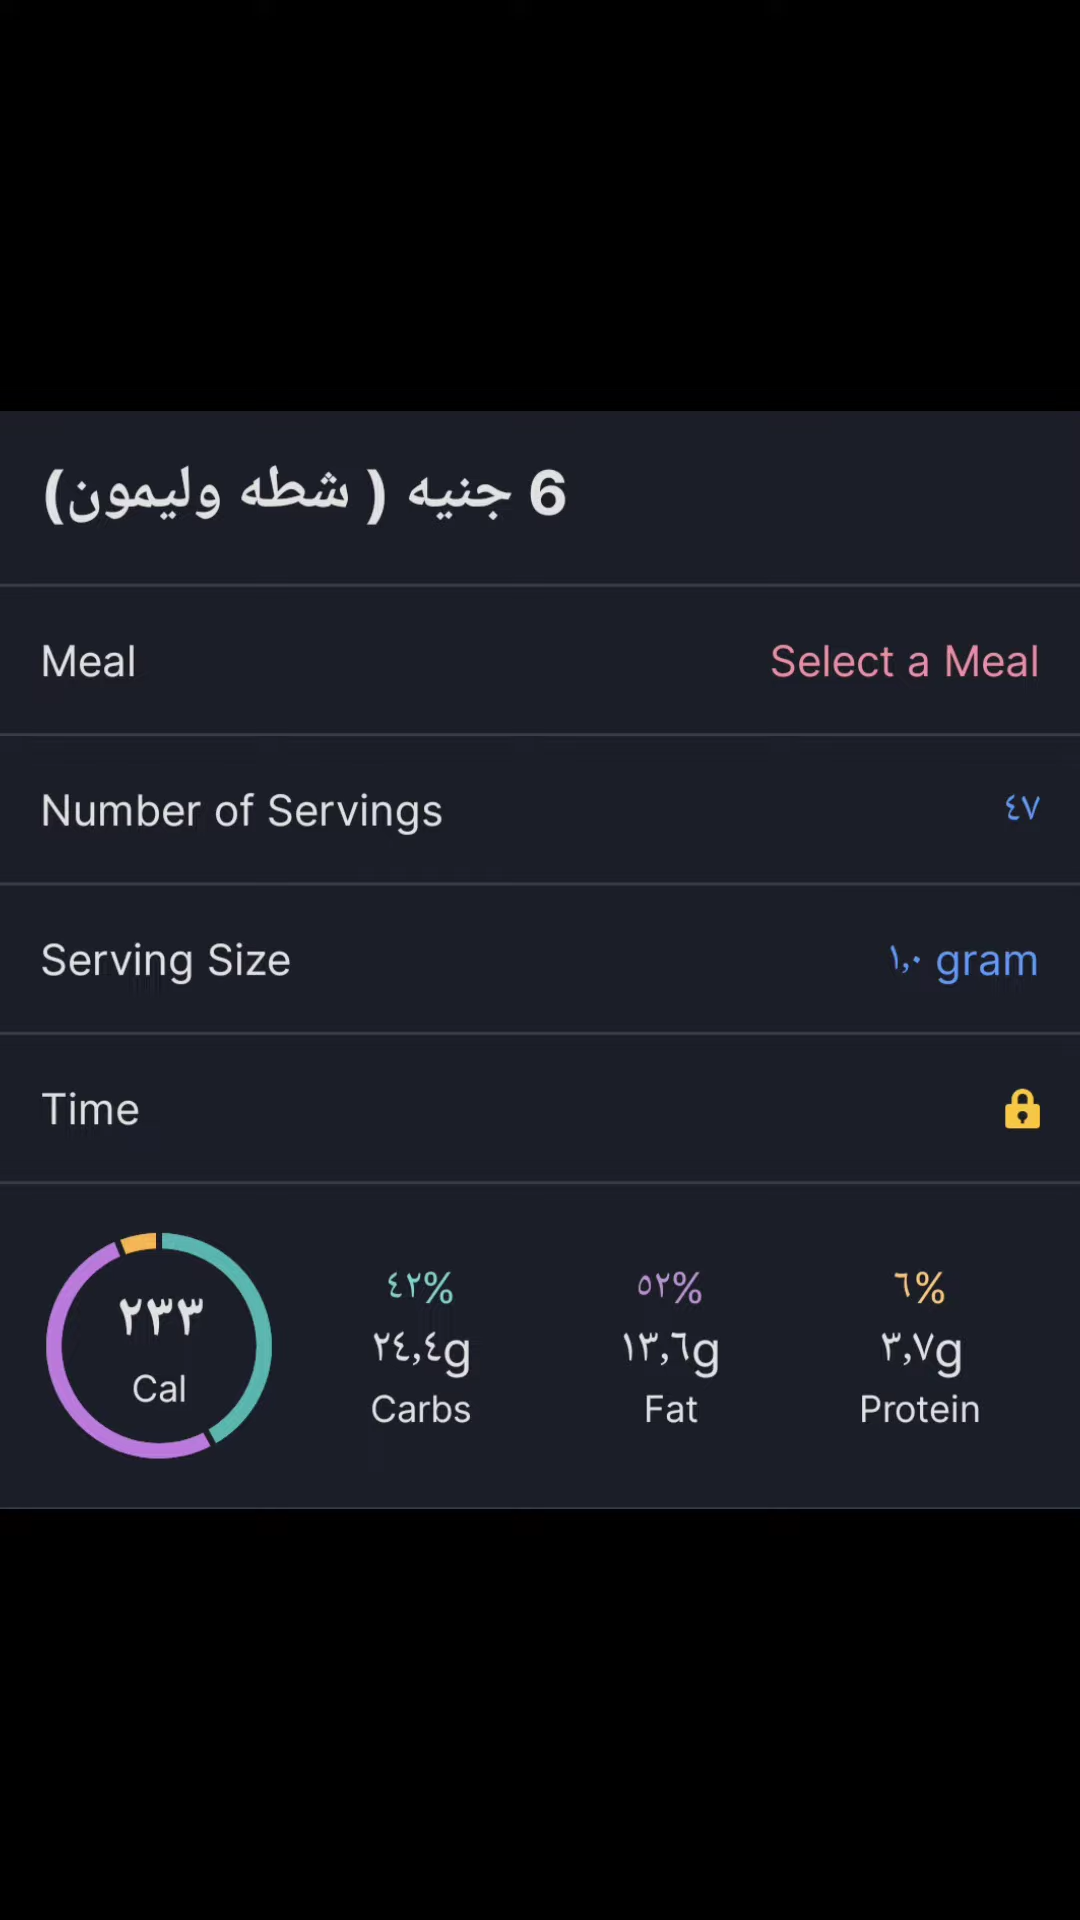 6 جنيه ( شطه وليمون)
Meal
Select a Meal
Number of Servings
٤٧
Serving Size
١,٠ gram
Time
٢٣٣
Cal
٤٢%
٢٤,٤g
Carbs
٥٢%
١٣,٦g
Fat
٦%
٣,٧g
Protein